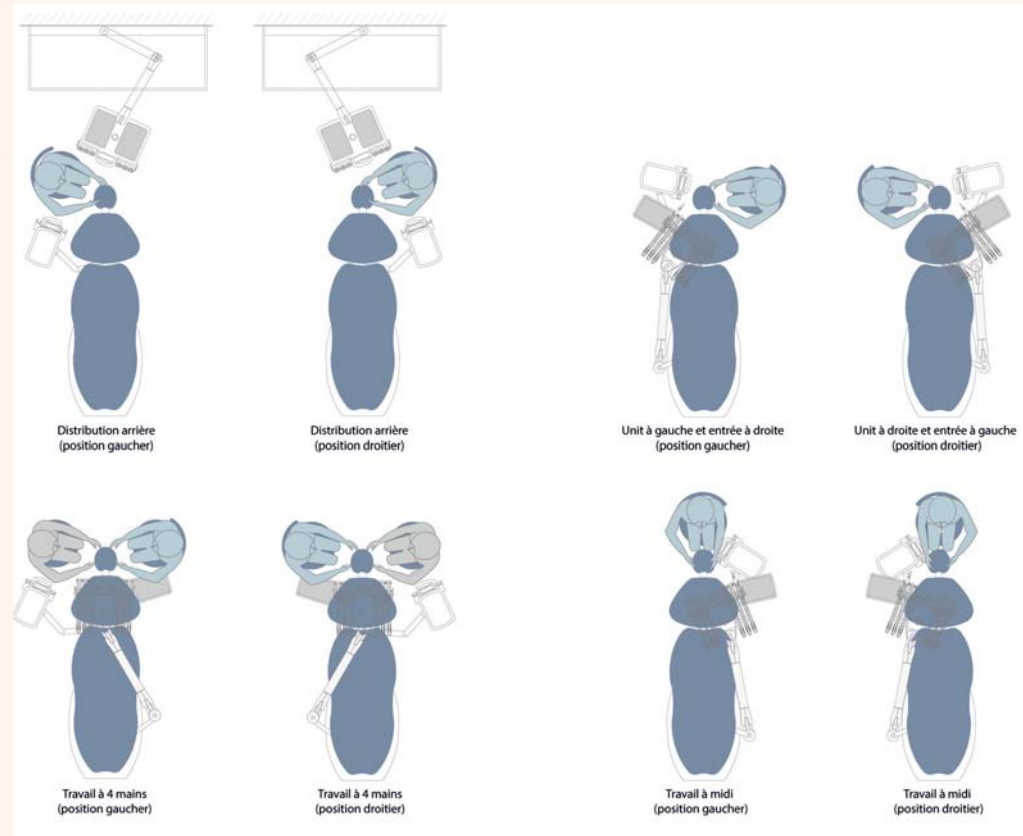 Distribution arrière
(position gaucher)
Distribution arrière
(position droitier)
Unit à gauche et entrée à droite
(position gaucher)
Unit à droite et entrée à gauche
(position droitier)
Travail à 4 mains
(position gaucher)
Travail à 4 mains
(position droitier)
Travail à midi
(position gaucher)
Travail à midi
(position droitier)